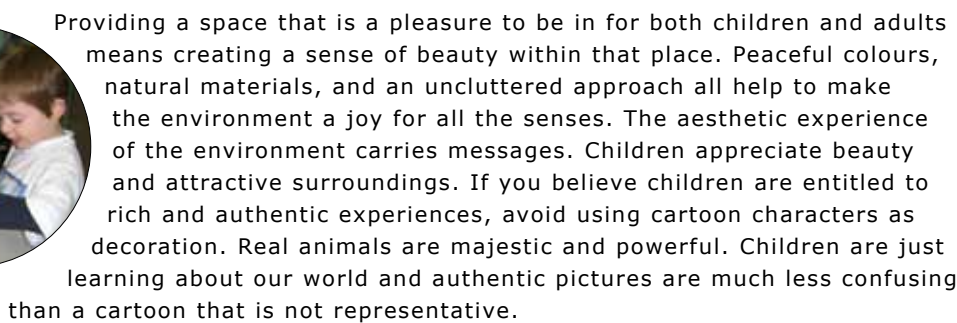 Providing a space that is a pleasure to be in for both children and adults
means creating a sense of beauty within that place. Peaceful colours,
natural materials, and an uncluttered approach all help to make
the environment a joy for all the senses. The aesthetic experience
of the environment carries messages. Children appreciate beauty
and attractive surroundings. If you believe children are entitled to
rich and authentic experiences, avoid using cartoon characters as
decoration. Real animals are majestic and powerful. Children are just
learning about our world and authentic pictures are much less confusing
than a cartoon that is not representative.